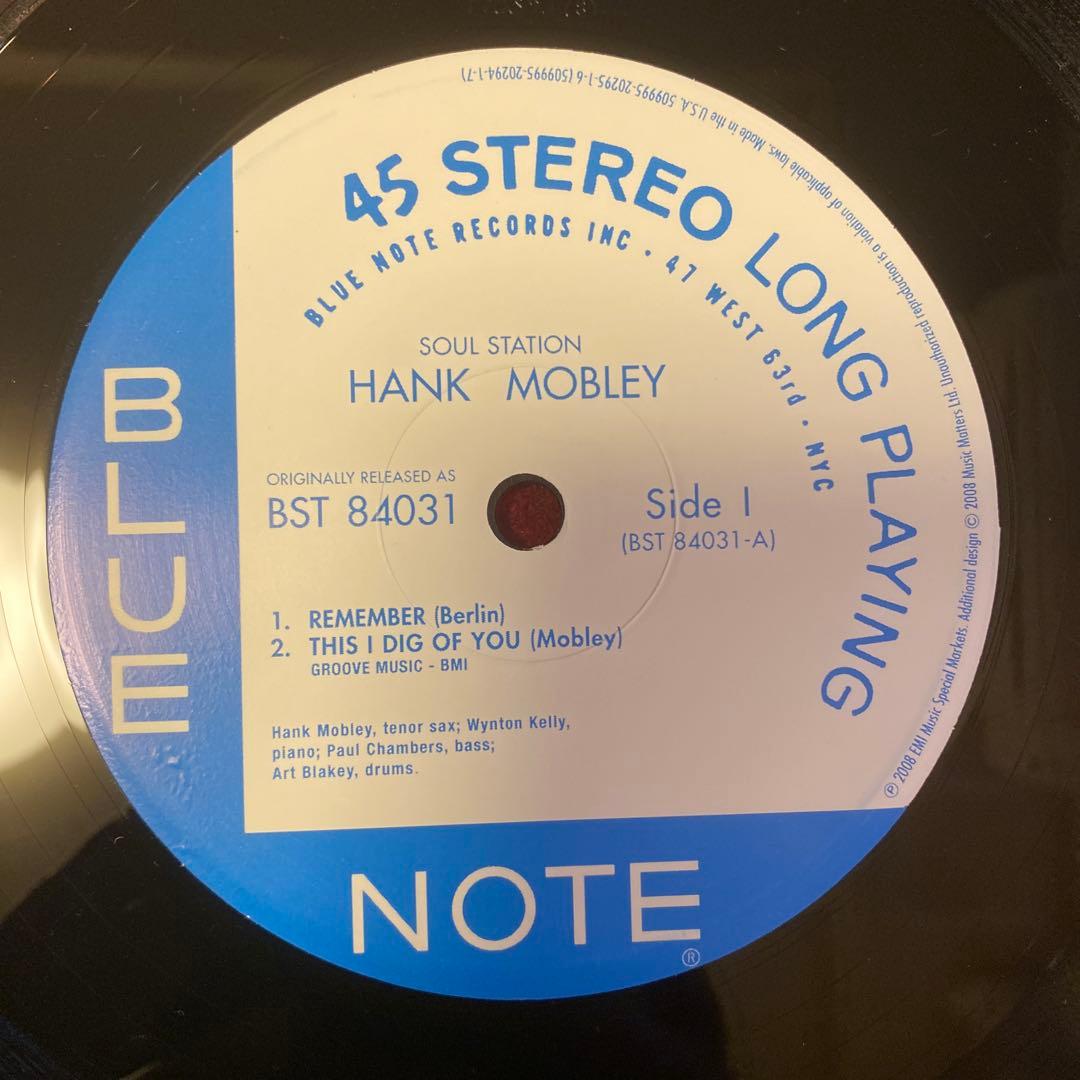 45 STEREO LONG PLAYING
BLUE NOTE RECORDS INC · 47 WEST 63rd · NYC
SOUL STATION
HANK MOBLEY
ORIGINALLY RELEASED AS
BST 84031
Side 1
(BST 84031-A)
1. REMEMBER (Berlin)
2. THIS I DIG OF YOU (Mobley)
GROOVE MUSIC - BMI
Hank Mobley, tenor sax; Wynton Kelly,
piano; Paul Chambers, bass;
Art Blakey, drums.
BLUE
NOTE
®
℗ 2008 EMI Music Special Markets. Additional design © 2008 Music Matters Ltd. Unauthorized reproduction is a violation of applicable laws. Made in the U.S.A. 509995-20295-1-6 (509995-20294-1-7)